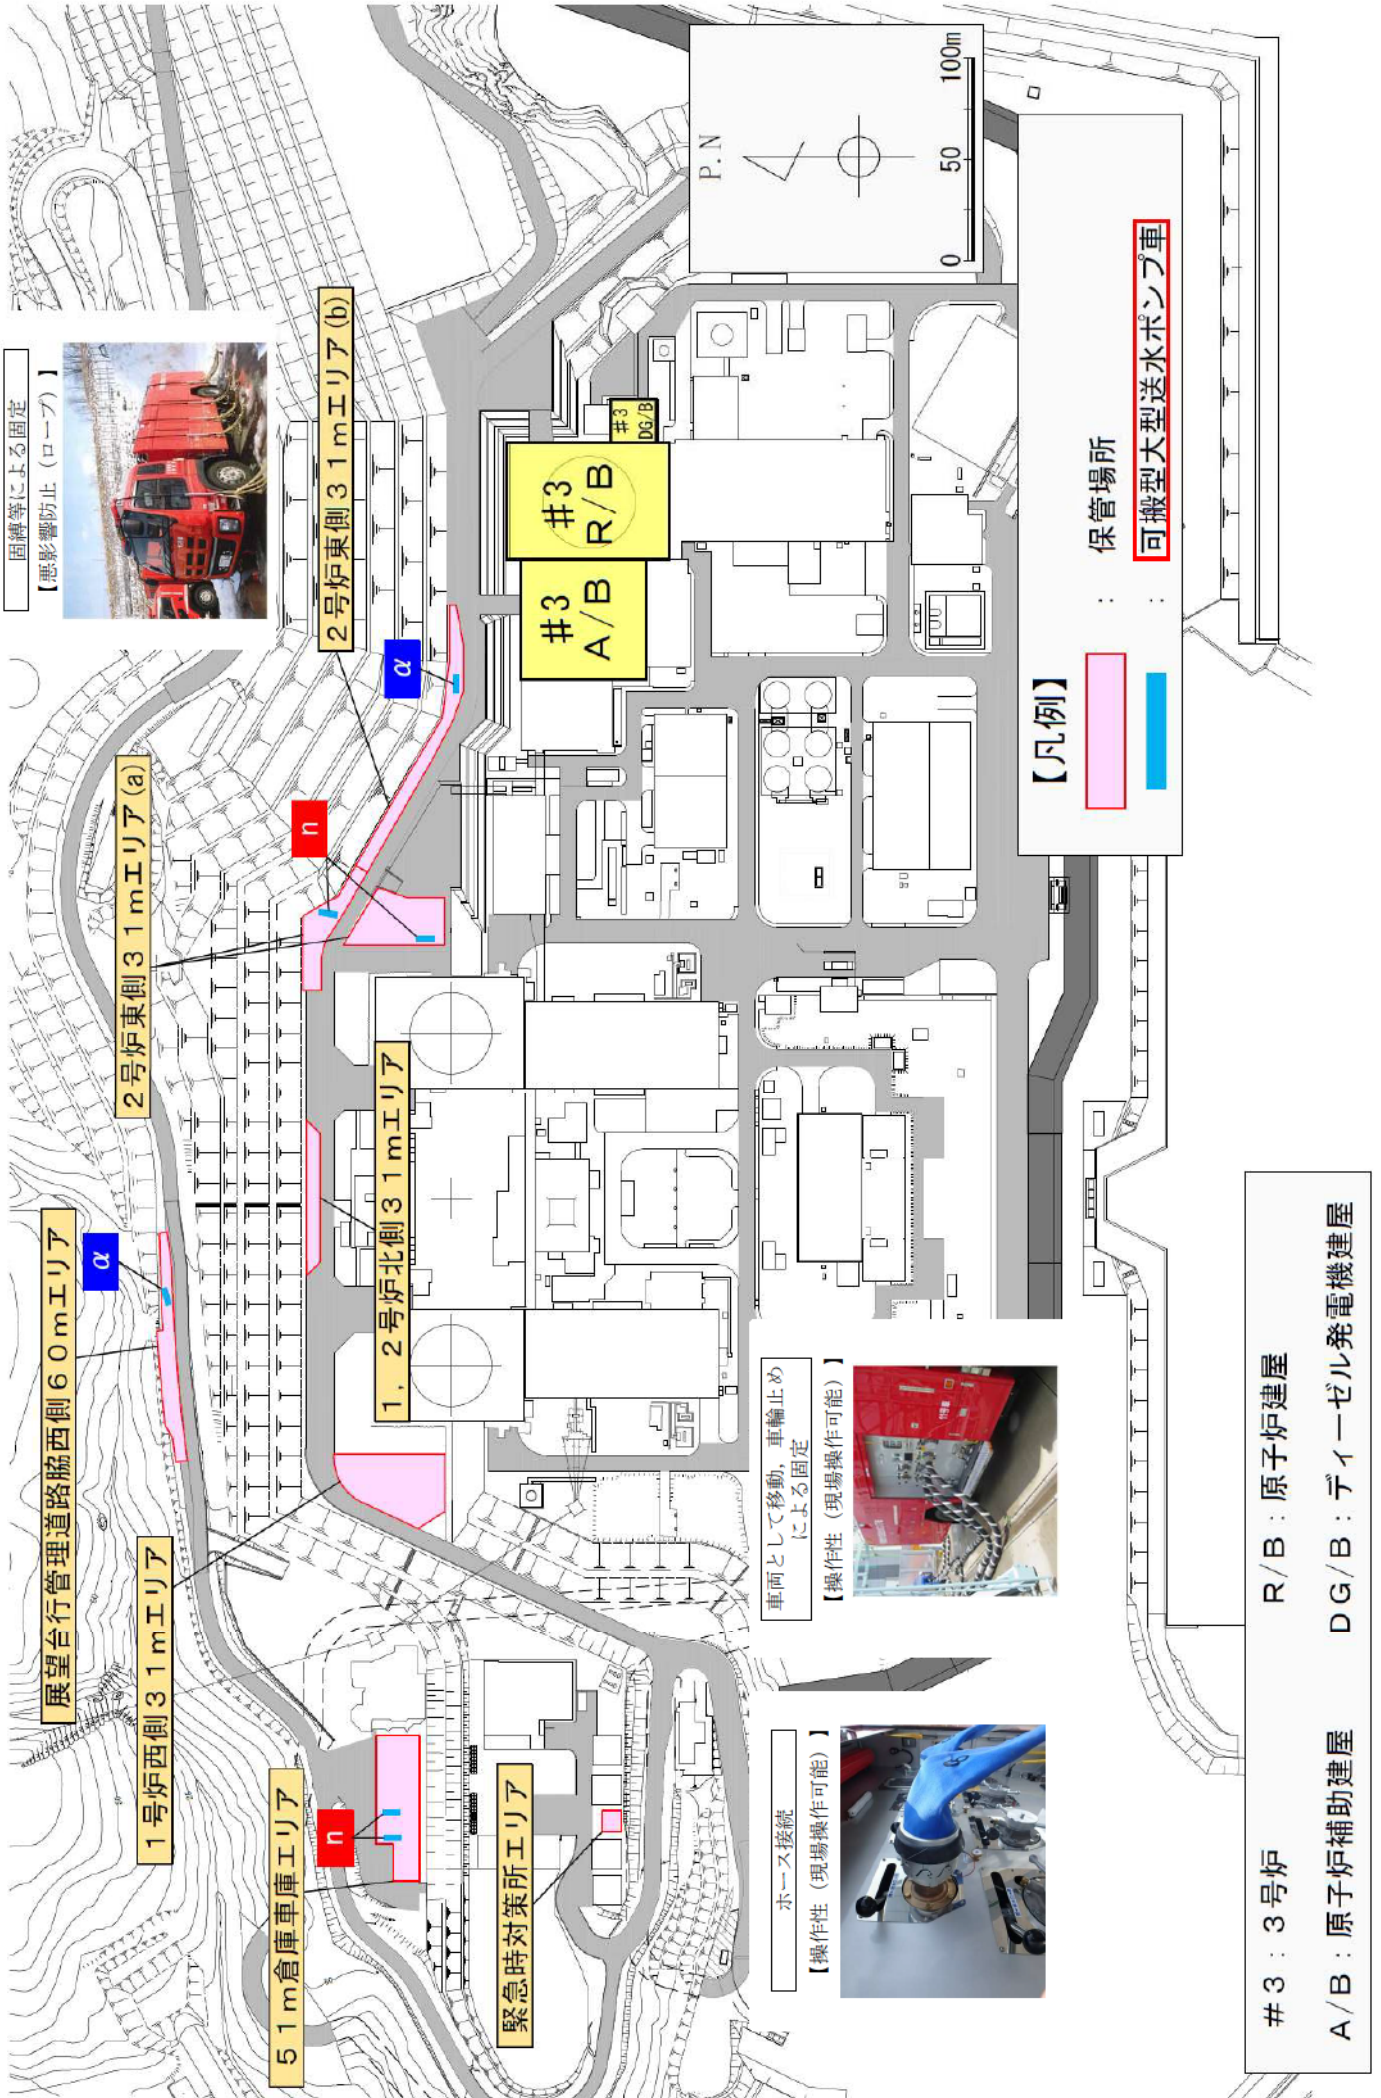 固縛等による固定
【悪影響防止（ロープ）】
2号炉東側31mエリア(b)
α
2号炉東側31mエリア(a)
n
展望台行管理道路脇西側60mエリア
α
1，2号炉北側31mエリア
1号炉西側31mエリア
51m倉庫車庫エリア
n
緊急時対策所エリア
#3
A/B
#3
R/B
#3
DG/B
P.N
0 50 100m
【凡例】
： 保管場所
： 可搬型大型送水ポンプ車
ホース接続
【操作性（現場操作可能）】
車両として移動，車輪止め
による固定
【操作性（現場操作可能）】
#3：3号炉 R/B：原子炉建屋
A/B：原子炉補助建屋 DG/B：ディーゼル発電機建屋